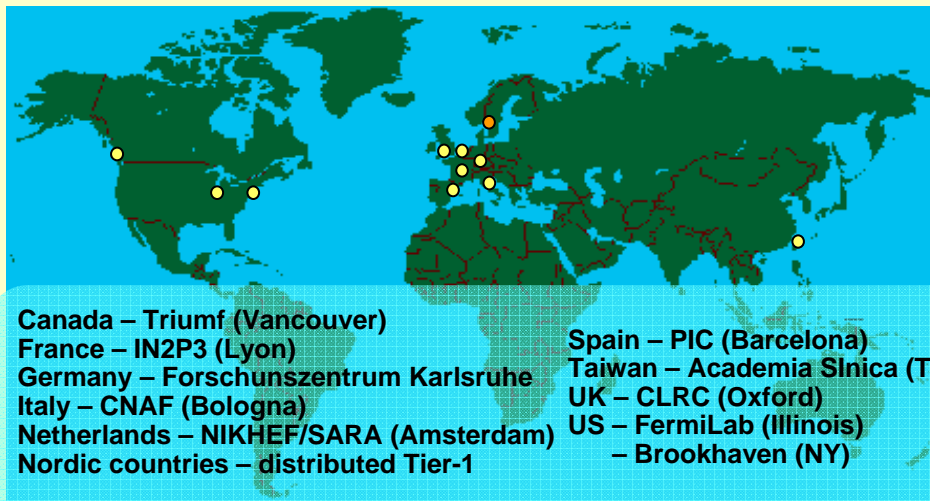 Canada – Triumf (Vancouver)
France – IN2P3 (Lyon)
Germany – Forschunszentrum Karlsruhe
Italy – CNAF (Bologna)
Netherlands – NIKHEF/SARA (Amsterdam)
Nordic countries – distributed Tier-1
Spain – PIC (Barcelona)
Taiwan – Academia SInica (T
UK – CLRC (Oxford)
US – FermiLab (Illinois)
– Brookhaven (NY)